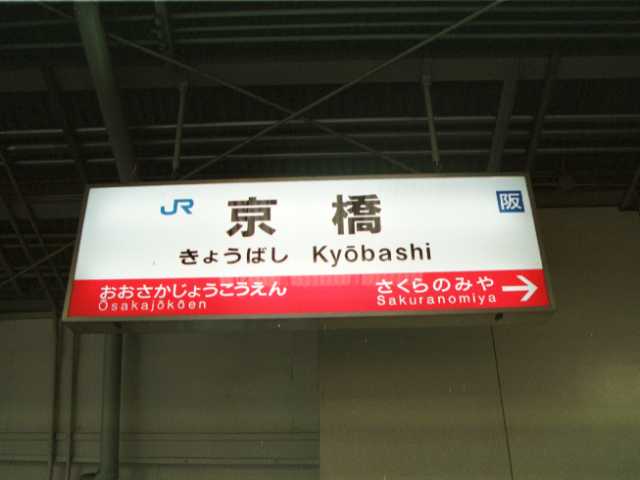 JR 京橋 阪
きょうばし Kyōbashi
おおさかじょうこうえん さくらのみや →
Ōsakajōkōen Sakuranomiya